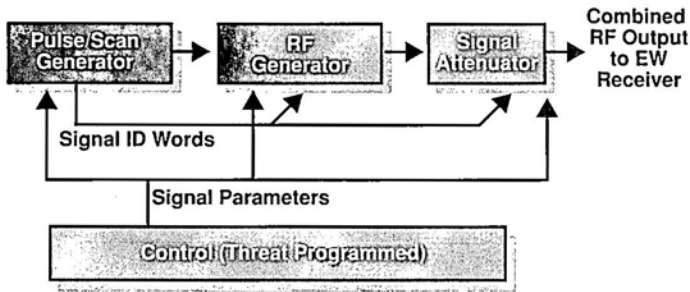 Pulse/Scan
Generator
RF
Generator
Signal
Attenuator
Combined
RF Output
to EW
Receiver
Signal ID Words
Signal Parameters
Control (Threat Programmed)